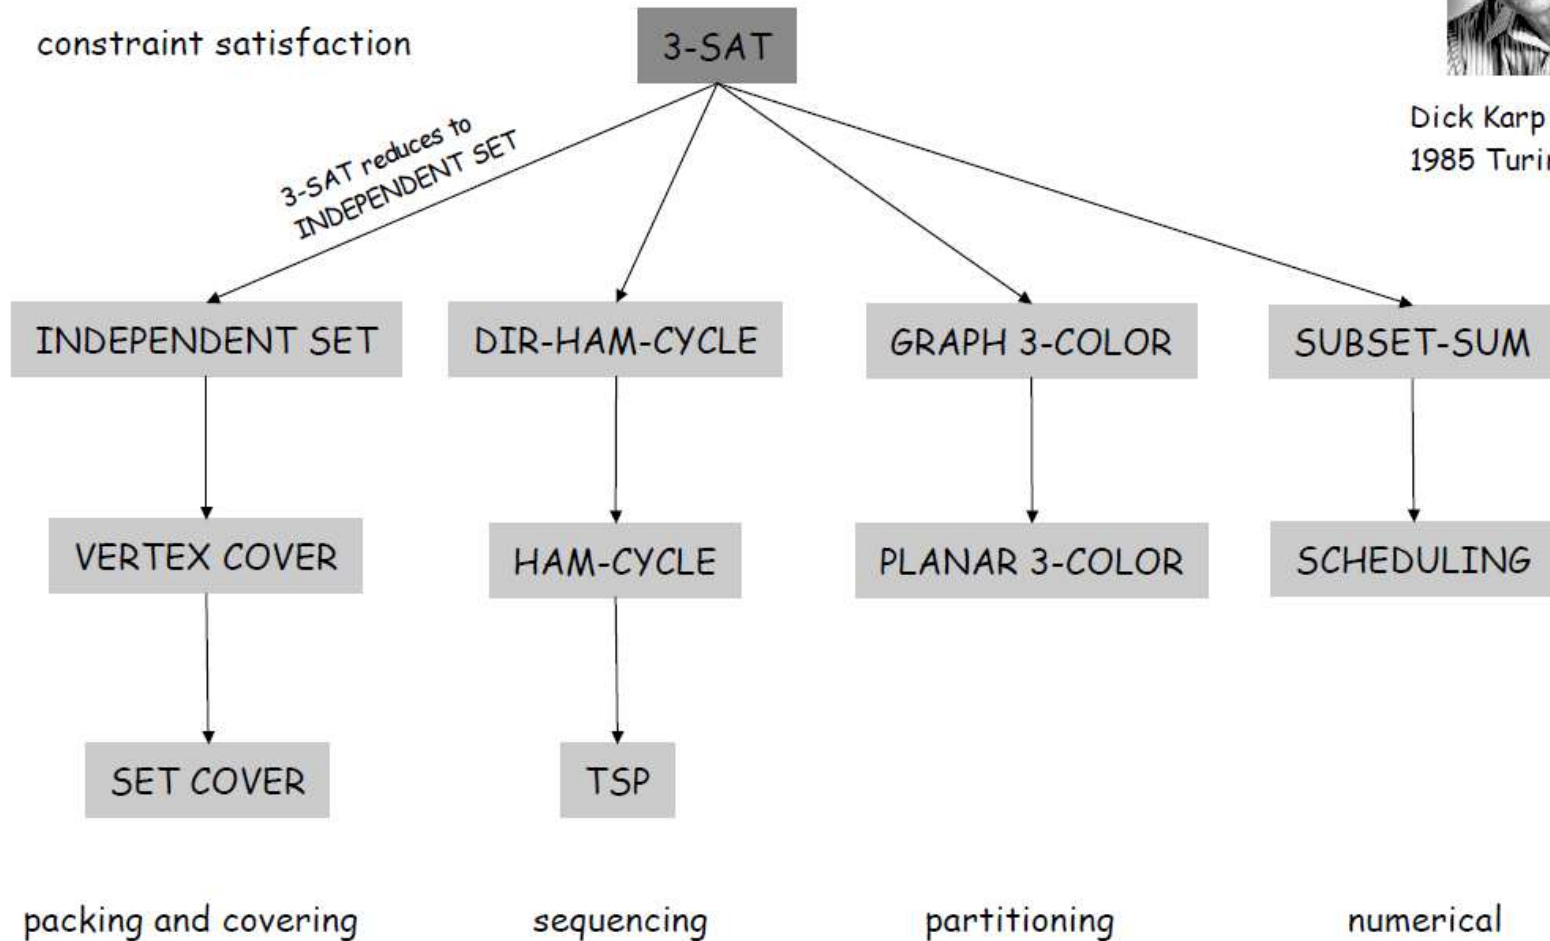 constraint satisfaction
3-SAT
Dick Karp
1985
3-SAT reduces to
INDEPENDENT SET
INDEPENDENT SET
DIR-HAM-CYCLE
GRAPH 3-COLOR
SUBSET-SUM
VERTEX COVER
HAM-CYCLE
PLANAR 3-COLOR
SCHEDULING
SET COVER
TSP
packing and covering
sequencing
partitioning
numerical